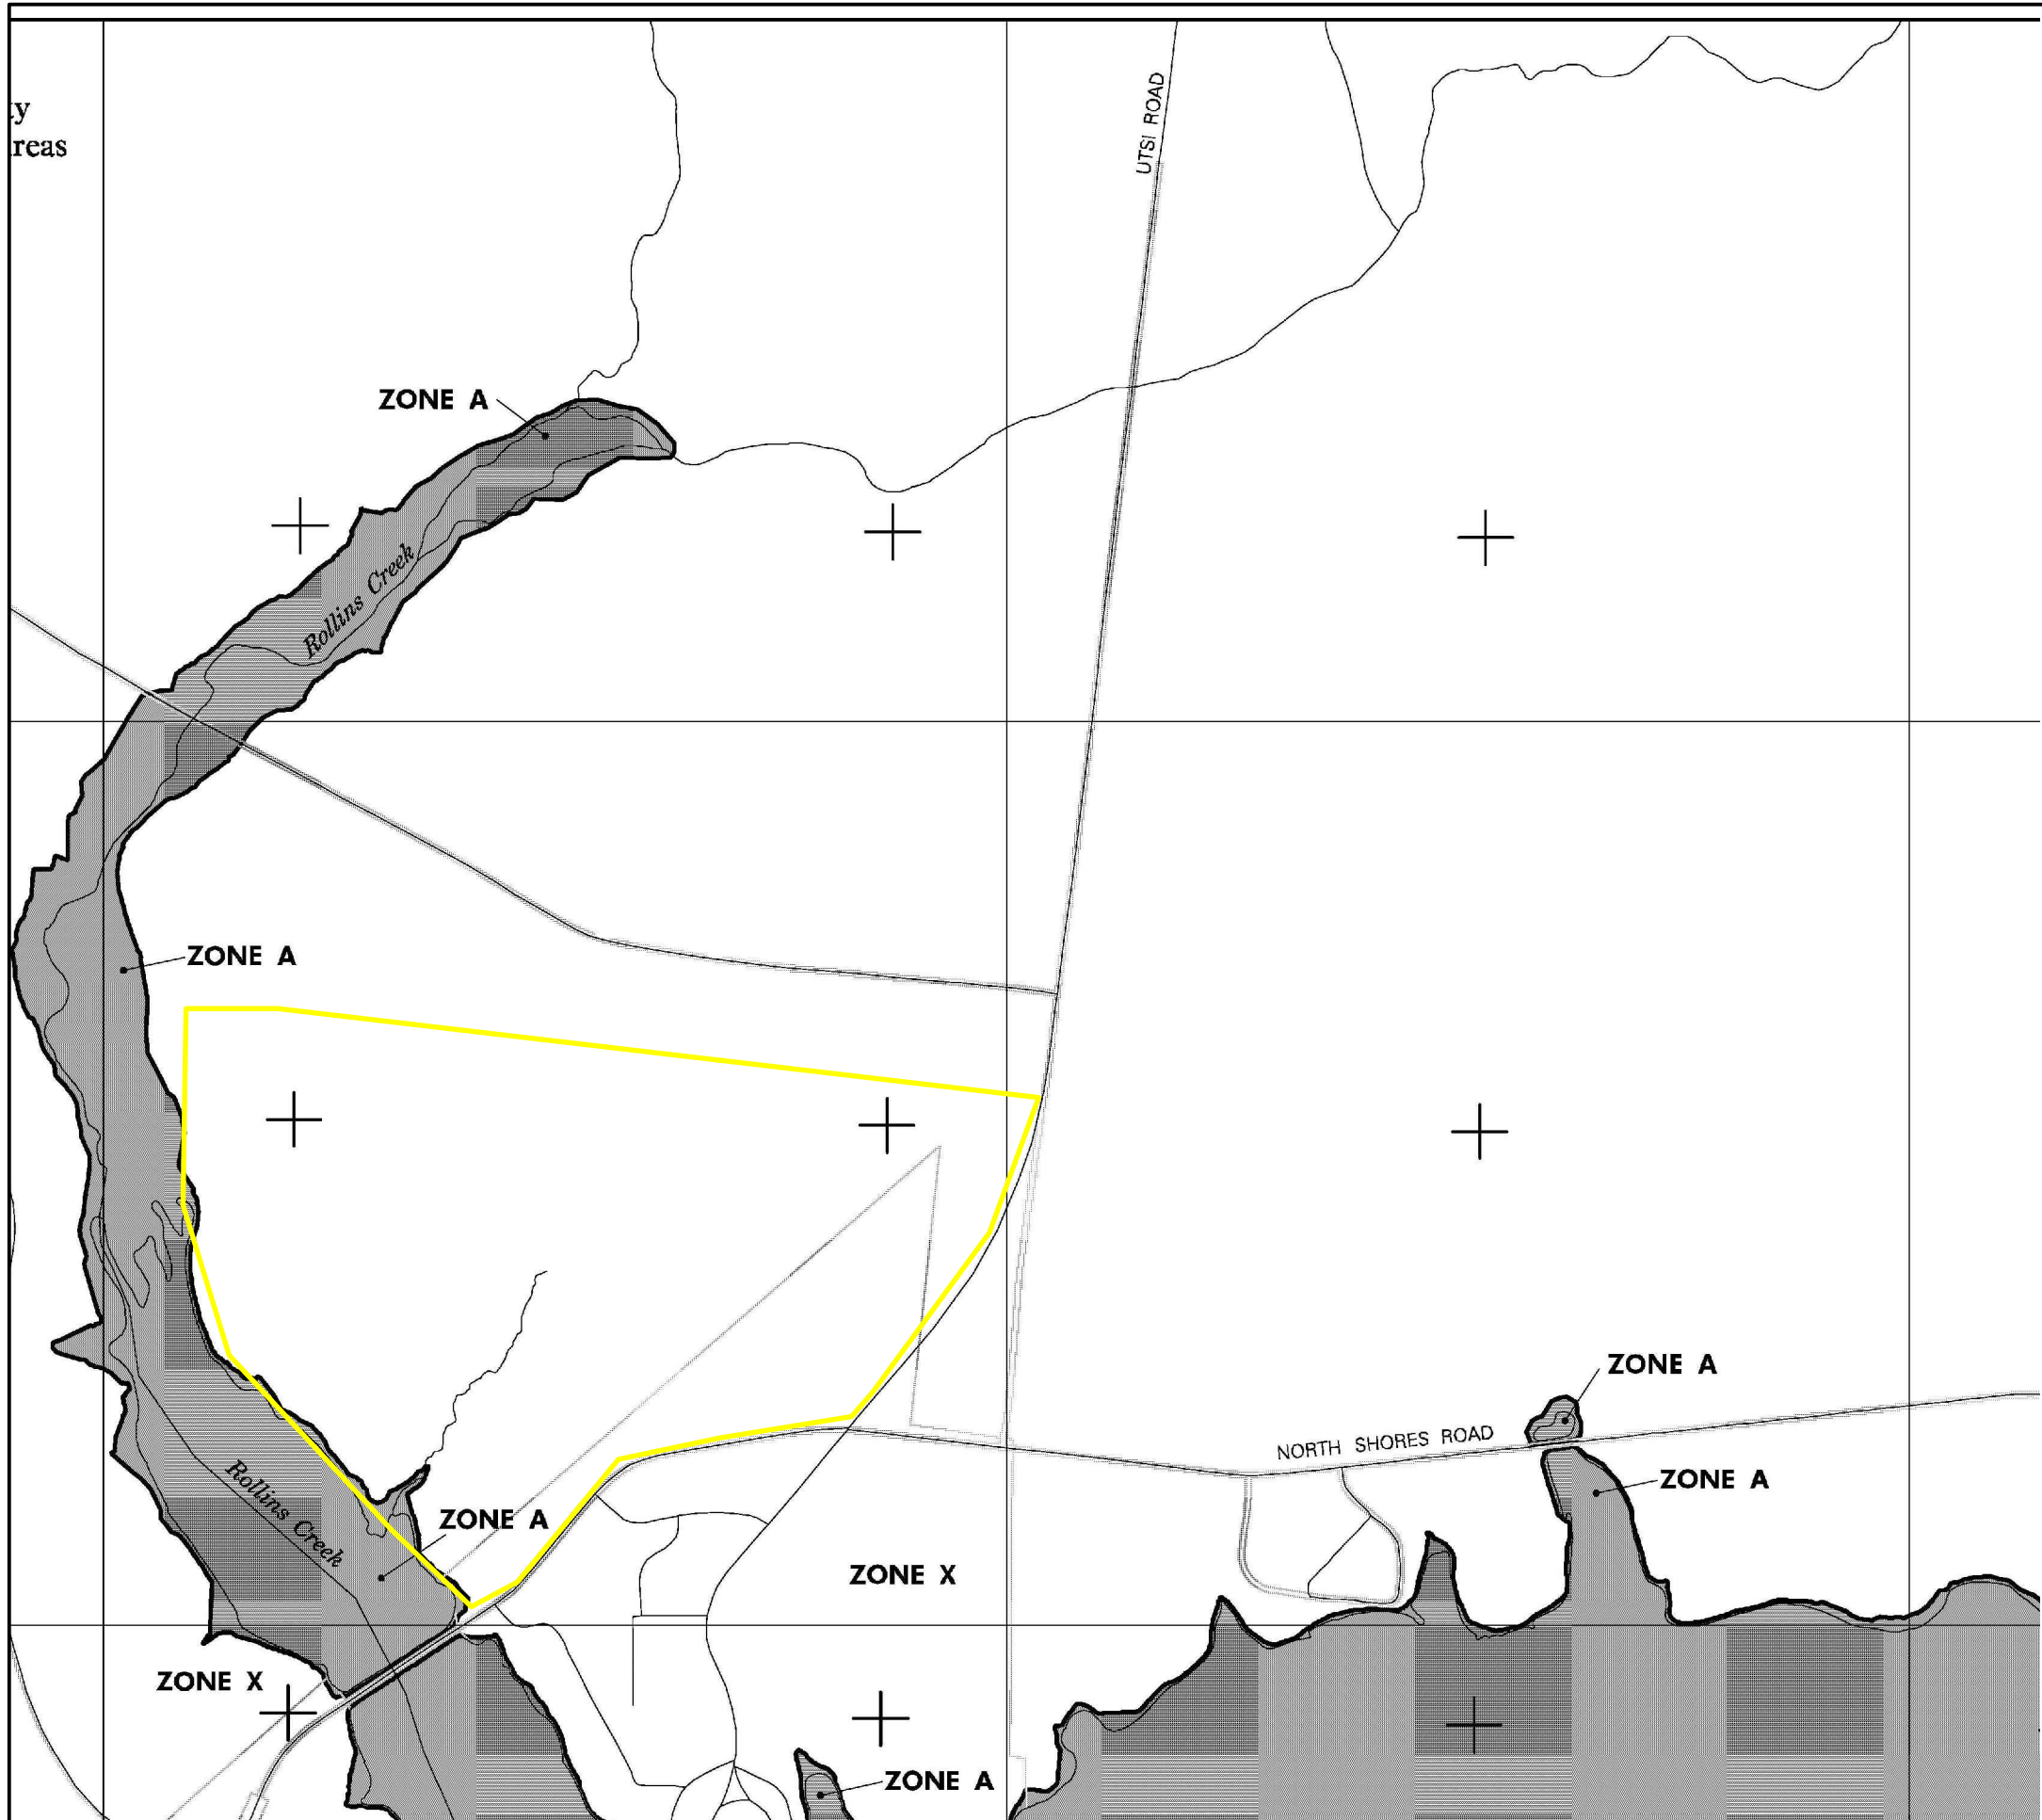 ty
reas
UTSI ROAD
ZONE A
Rollins Creek
ZONE A
ZONE A
NORTH SHORES ROAD
ZONE A
Rollins Creek
ZONE A
ZONE X
ZONE X
ZONE A